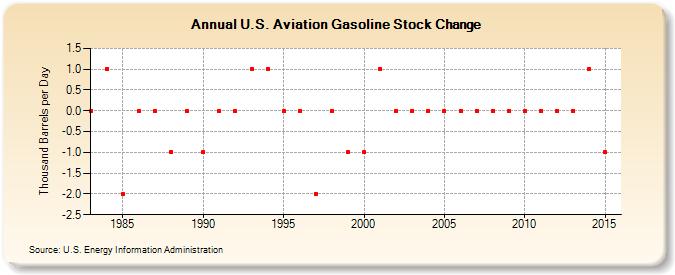 Annual U.S. Aviation Gasoline Stock Change
Thousand Barrels per Day
1.5
1.0
0.5
0.0
-0.5
-1.0
-1.5
-2.0
-2.5
1985 1990 1995 2000 2005 2010 2015
Source: U.S. Energy Information Administration